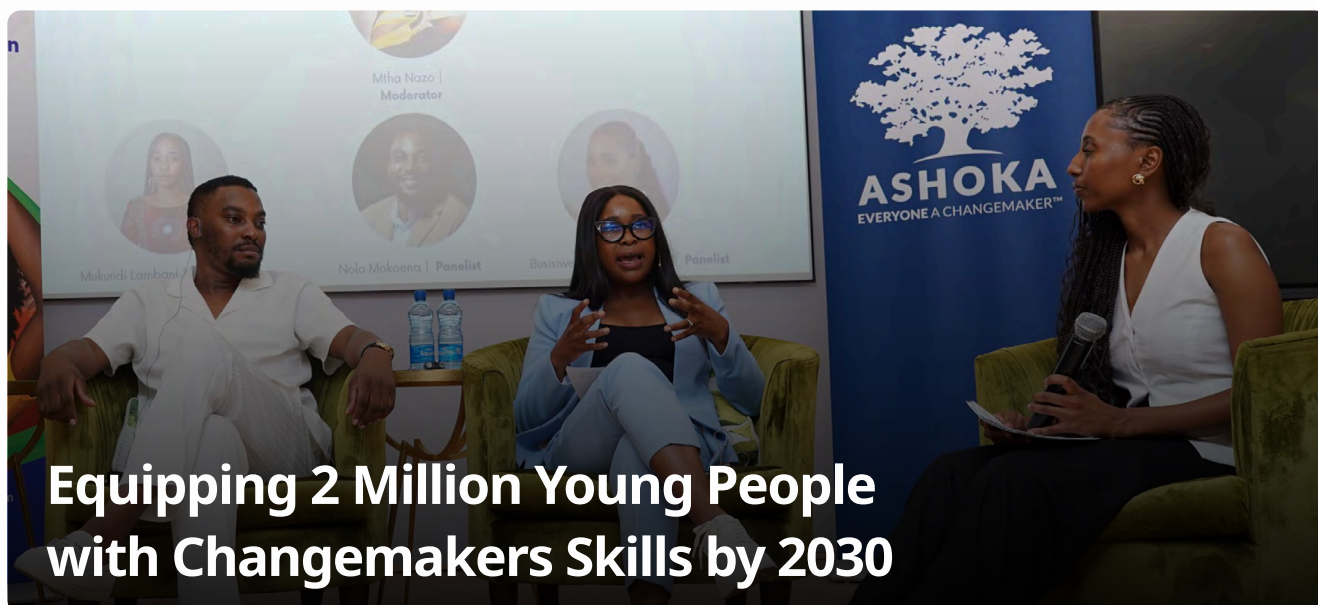 n
Mtha Nazo |
Moderator
Mukundi Lambani
Nolo Mokoena | Panelist
Panelist
ASHOKA
EVERYONE A CHANGEMAKER™
Equipping 2 Million Young People
with Changemakers Skills by 2030